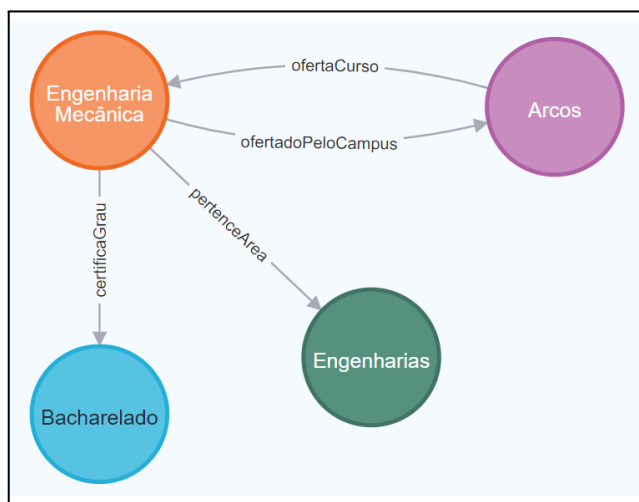 ofertaCurso
Engenharia
Mecânica
Arcos
ofertadoPeloCampus
pertenceArea
certificaGrau
Engenharias
Bacharelado